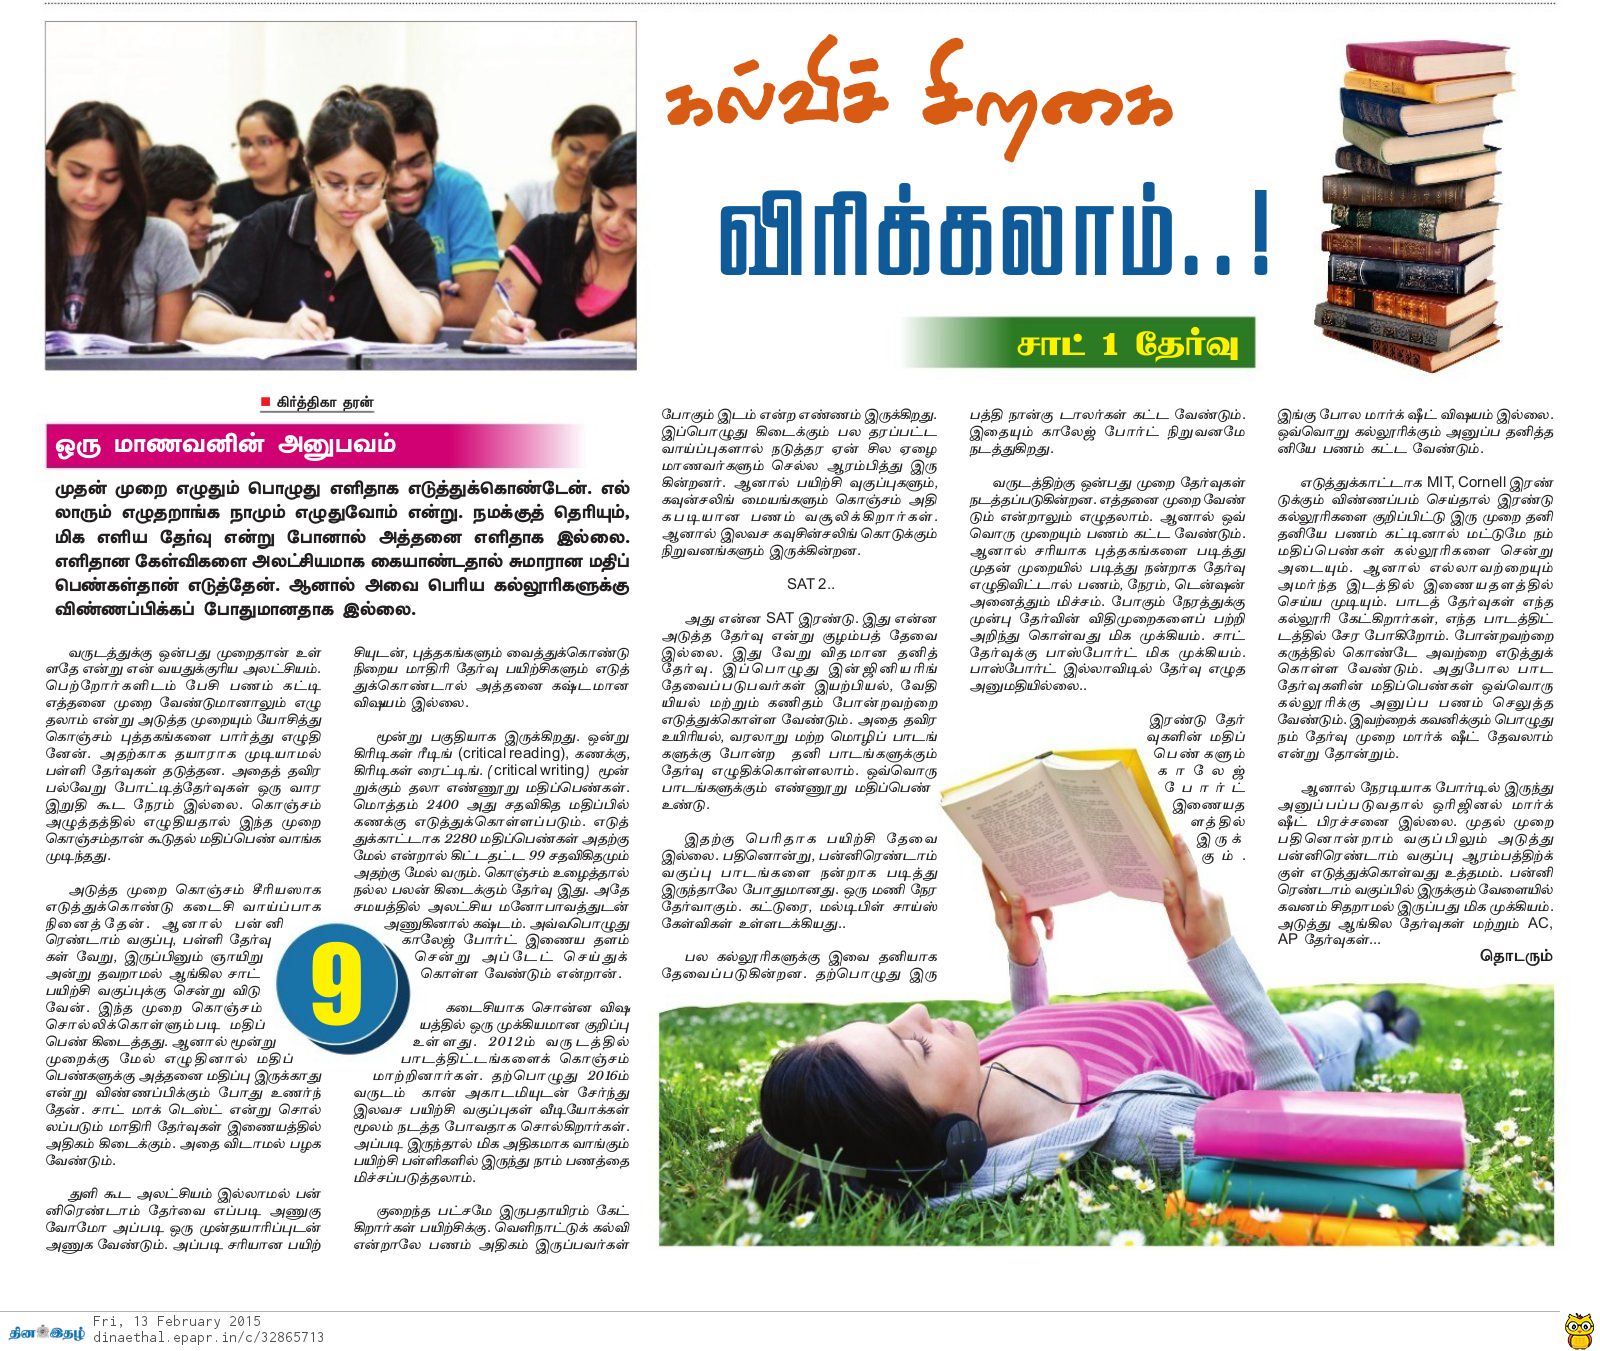 கல்விச் சிறகை
விரிக்கலாம்..!
சாட் 1 தேர்வு
கிர்த்திகா தரன்
ஒரு மாணவனின் அனுபவம்
முதன் முறை எழுதும் பொழுது எளிதாக எடுத்துக்கொண்டேன். எல்
லாரும் எழுதறாங்க நாமும் எழுதுவோம் என்று. நமக்குத் தெரியும்,
மிக எளிய தேர்வு என்று போனால் அத்தனை எளிதாக இல்லை.
எளிதான கேள்விகளை அலட்சியமாக கையாண்டதால் சுமாரான மதிப்
பெண்கள்தான் எடுத்தேன். ஆனால் அவை பெரிய கல்லூரிகளுக்கு
விண்ணப்பிக்கப் போதுமானதாக இல்லை.
வருடத்துக்கு ஒன்பது முறைதான் உள்
ளதே என்று என் வயதுக்குரிய அலட்சியம்.
பெற்றோர்களிடம் பேசி பணம் கட்டி
எத்தனை முறை வேண்டுமானாலும் எழு
தலாம் என்று அடுத்த முறையும் யோசித்து
கொஞ்சம் புத்தகங்களை பார்த்து எழுதி
னேன். அதற்காக தயாராக முடியாமல்
பள்ளி தேர்வுகள் தடுத்தன. அதைத் தவிர
பல்வேறு போட்டித்தேர்வுகள் ஒரு வார
இறுதி கூட நேரம் இல்லை. கொஞ்சம்
அழுத்தத்தில் எழுதியதால் இந்த முறை
கொஞ்சம்தான் கூடுதல் மதிப்பெண் வாங்க
முடிந்தது.
அடுத்த முறை கொஞ்சம் சீரியஸாக
எடுத்துகொண்டு கடைசி வாய்ப்பாக
நினைத்தேன். ஆனால் பன்னி
ரெண்டாம் வகுப்பு, பள்ளி தேர்வு
கள் வேறு, இருப்பினும் ஞாயிறு
அன்று தவறாமல் ஆங்கில சாட்
பயிற்சி வகுப்புக்கு சென்று விடு
வேன். இந்த முறை கொஞ்சம்
சொல்லிக்கொள்ளும்படி மதிப்
பெண் கிடைத்தது. ஆனால் மூன்று
முறைக்கு மேல் எழுதினால் மதிப்
பெண்களுக்கு அத்தனை மதிப்பு இருக்காது
என்று விண்ணப்பிக்கும் போது உணர்ந்
தேன். சாட் மாக் டெஸ்ட் என்று சொல்
லப்படும் மாதிரி தேர்வுகள் இணையத்தில்
அதிகம் கிடைக்கும். அதை விடாமல் பழக
வேண்டும்.
துளி கூட அலட்சியம் இல்லாமல் பன்
னிரெண்டாம் தேர்வை எப்படி அணுகு
வோமோ அப்படி ஒரு முன்தயாரிப்புடன்
அணுக வேண்டும். அப்படி சரியான பயிற்
9
சியுடன், புத்தகங்களும் வைத்துக்கொண்டு
நிறைய மாதிரி தேர்வு பயிற்சிகளும் எடுத்
துக்கொண்டால் அத்தனை கஷ்டமான
விஷயம் இல்லை.
மூன்று பகுதியாக இருக்கிறது. ஒன்று
கிரிடிகள் ரீடிங் (critical reading), கணக்கு,
கிரிடிகள் ரைட்டிங். (critical writing) மூன்
றுக்கும் தலா எண்ணூறு மதிப்பெண்கள்.
மொத்தம் 2400 அது சதவிகித மதிப்பில்
கணக்கு எடுத்துக்கொள்ளப்படும். எடுத்
துக்காட்டாக 2280 மதிப்பெண்கள் அதற்கு
மேல் என்றால் கிட்டதட்ட 99 சதவிகிதமும்
அதற்கு மேல் வரும். கொஞ்சம் உழைத்தால்
நல்ல பலன் கிடைக்கும் தேர்வு இது. அதே
சமயத்தில் அலட்சிய மனோபாவத்துடன்
அணுகினால் கஷ்டம். அவ்வபொழுது
காலேஜ் போர்ட் இணைய தளம்
சென்று அப்டேட் செய்துக்
கொள்ள வேண்டும் என்றான்.
கடைசியாக சொன்ன விஷ
யத்தில் ஒரு முக்கியமான குறிப்பு
உள்ளது. 2012ம் வருடத்தில்
பாடத்திட்டங்களைக் கொஞ்சம்
மாற்றினார்கள். தற்பொழுது 2016ம்
வருடம் கான் அகாடமியுடன் சேர்ந்து
இலவச பயிற்சி வகுப்புகள் வீடியோக்கள்
மூலம் நடத்த போவதாக சொல்கிறார்கள்.
அப்படி இருந்தால் மிக அதிகமாக வாங்கும்
பயிற்சி பள்ளிகளில் இருந்து நாம் பணத்தை
மிச்சப்படுத்தலாம்.
குறைந்த பட்சமே இருபதாயிரம் கேட்
கிறார்கள் பயிற்சிக்கு. வெளிநாட்டுக் கல்வி
என்றாலே பணம் அதிகம் இருப்பவர்கள்
போகும் இடம் என்ற எண்ணம் இருக்கிறது.
இப்பொழுது கிடைக்கும் பல தரப்பட்ட
வாய்ப்புகளால் நடுத்தர ஏன் சில ஏழை
மாணவர்களும் செல்ல ஆரம்பித்து இரு
கின்றனர். ஆனால் பயிற்சி வுகுப்புகளும்,
கவுன்சலிங் மையங்களும் கொஞ்சம் அதி
கபடியான பணம் வசூலிக்கிறார்கள்.
ஆனால் இலவச கவுசின்சலிங் கொடுக்கும்
நிறுவனங்களும் இருக்கின்றன.
SAT 2..
அது என்ன SAT இரண்டு. இது என்ன
அடுத்த தேர்வு என்று குழம்பத் தேவை
இல்லை. இது வேறு விதமான தனித்
தேர்வு. இப்பொழுது இன்ஜினியரிங்
தேவைப்படுபவர்கள் இயற்பியல், வேதி
யியல் மற்றும் கணிதம் போன்றவற்றை
எடுத்துக்கொள்ள வேண்டும். அதை தவிர
உயிரியல், வரலாறு மற்ற மொழிப் பாடங்
களுக்கு போன்ற தனி பாடங்களுக்கும்
தேர்வு எழுதிக்கொள்ளலாம். ஒவ்வொரு
பாடங்களுக்கும் எண்ணூறு மதிப்பெண்
உண்டு.
இதற்கு பெரிதாக பயிற்சி தேவை
இல்லை. பதினொன்று, பன்னிரெண்டாம்
வகுப்பு பாடங்களை நன்றாக படித்து
இருந்தாலே போதுமானது. ஒரு மணி நேர
தேர்வாகும். கட்டுரை, மல்டிபிள் சாய்ஸ்
கேள்விகள் உள்ளடக்கியது..
பல கல்லூரிகளுக்கு இவை தனியாக
தேவைப்படுகின்றன. தற்பொழுது இரு
பத்தி நான்கு டாலர்கள் கட்ட வேண்டும்.
இதையும் காலேஜ் போர்ட் நிறுவனமே
நடத்துகிறது.
வருடத்திற்கு ஒன்பது முறை தேர்வுகள்
நடத்தப்படுகின்றன. எத்தனை முறை வேண்
டும் என்றாலும் எழுதலாம். ஆனால் ஒவ்
வொரு முறையும் பணம் கட்ட வேண்டும்.
ஆனால் சரியாக புத்தகங்களை படித்து
முதன் முறையில் படித்து நன்றாக தேர்வு
எழுதிவிட்டால் பணம், நேரம், டென்ஷன்
அனைத்தும் மிச்சம். போகும் நேரத்துக்கு
முன்பு தேர்வின் விதிமுறைகளைப் பற்றி
அறிந்து கொள்வது மிக முக்கியம். சாட்
தேர்வுக்கு பாஸ்போர்ட் மிக முக்கியம்.
பாஸ்போர்ட் இல்லாவிடில் தேர்வு எழுத
அனுமதியில்லை..
இரண்டு தேர்
வுகளின் மதிப்
பெண்களும்
காலேஜ்
போர்ட்
இணையத
ளத்தில்
இருக்
கும்.
இங்கு போல மார்க் ஷீட் விஷயம் இல்லை.
ஒவ்வொறு கல்லூரிக்கும் அனுப்ப தனித்த
னியே பணம் கட்ட வேண்டும்.
எடுத்துக்காட்டாக MIT, Cornell இரண்
டுக்கும் விண்ணப்பம் செய்தால் இரண்டு
கல்லூரிகளை குறிப்பிட்டு இரு முறை தனி
தனியே பணம் கட்டினால் மட்டுமே நம்
மதிப்பெண்கள் கல்லூரிகளை சென்று
அடையும். ஆனால் எல்லாவற்றையும்
அமர்ந்த இடத்தில் இணையதளத்தில்
செய்ய முடியும். பாடத் தேர்வுகள் எந்த
கல்லூரி கேட்கிறார்கள், எந்த பாடத்திட்
டத்தில் சேர போகிறோம். போன்றவற்றை
கருத்தில் கொண்டே அவற்றை எடுத்துக்
கொள்ள வேண்டும். அதுபோல பாட
தேர்வுகளின் மதிப்பெண்கள் ஒவ்வொரு
கல்லூரிக்கு அனுப்ப பணம் செலுத்த
வேண்டும். இவற்றைக் கவனிக்கும் பொழுது
நம் தேர்வு முறை மார்க் ஷீட் தேவலாம்
என்று தோன்றும்.
ஆனால் நேரடியாக போர்டில் இருந்து
அனுப்பப்படுவதால் ஒரிஜினல் மார்க்
ஷீட் பிரச்சனை இல்லை. முதல் முறை
பதினொன்றாம் வகுப்பிலும் அடுத்து
பன்னிரெண்டாம் வகுப்பு ஆரம்பத்திற்க்
குள் எடுத்துக்கொள்வது உத்தமம். பன்னி
ரெண்டாம் வகுப்பில் இருக்கும் வேளையில்
கவனம் சிதறாமல் இருப்பது மிக முக்கியம்.
அடுத்து ஆங்கில தேர்வுகள் மற்றும் AC,
AP தேர்வுகள்...
தொடரும்
தின இதழ்
Fri, 13 February 2015
dinaethal.epapr.in/c/32865713